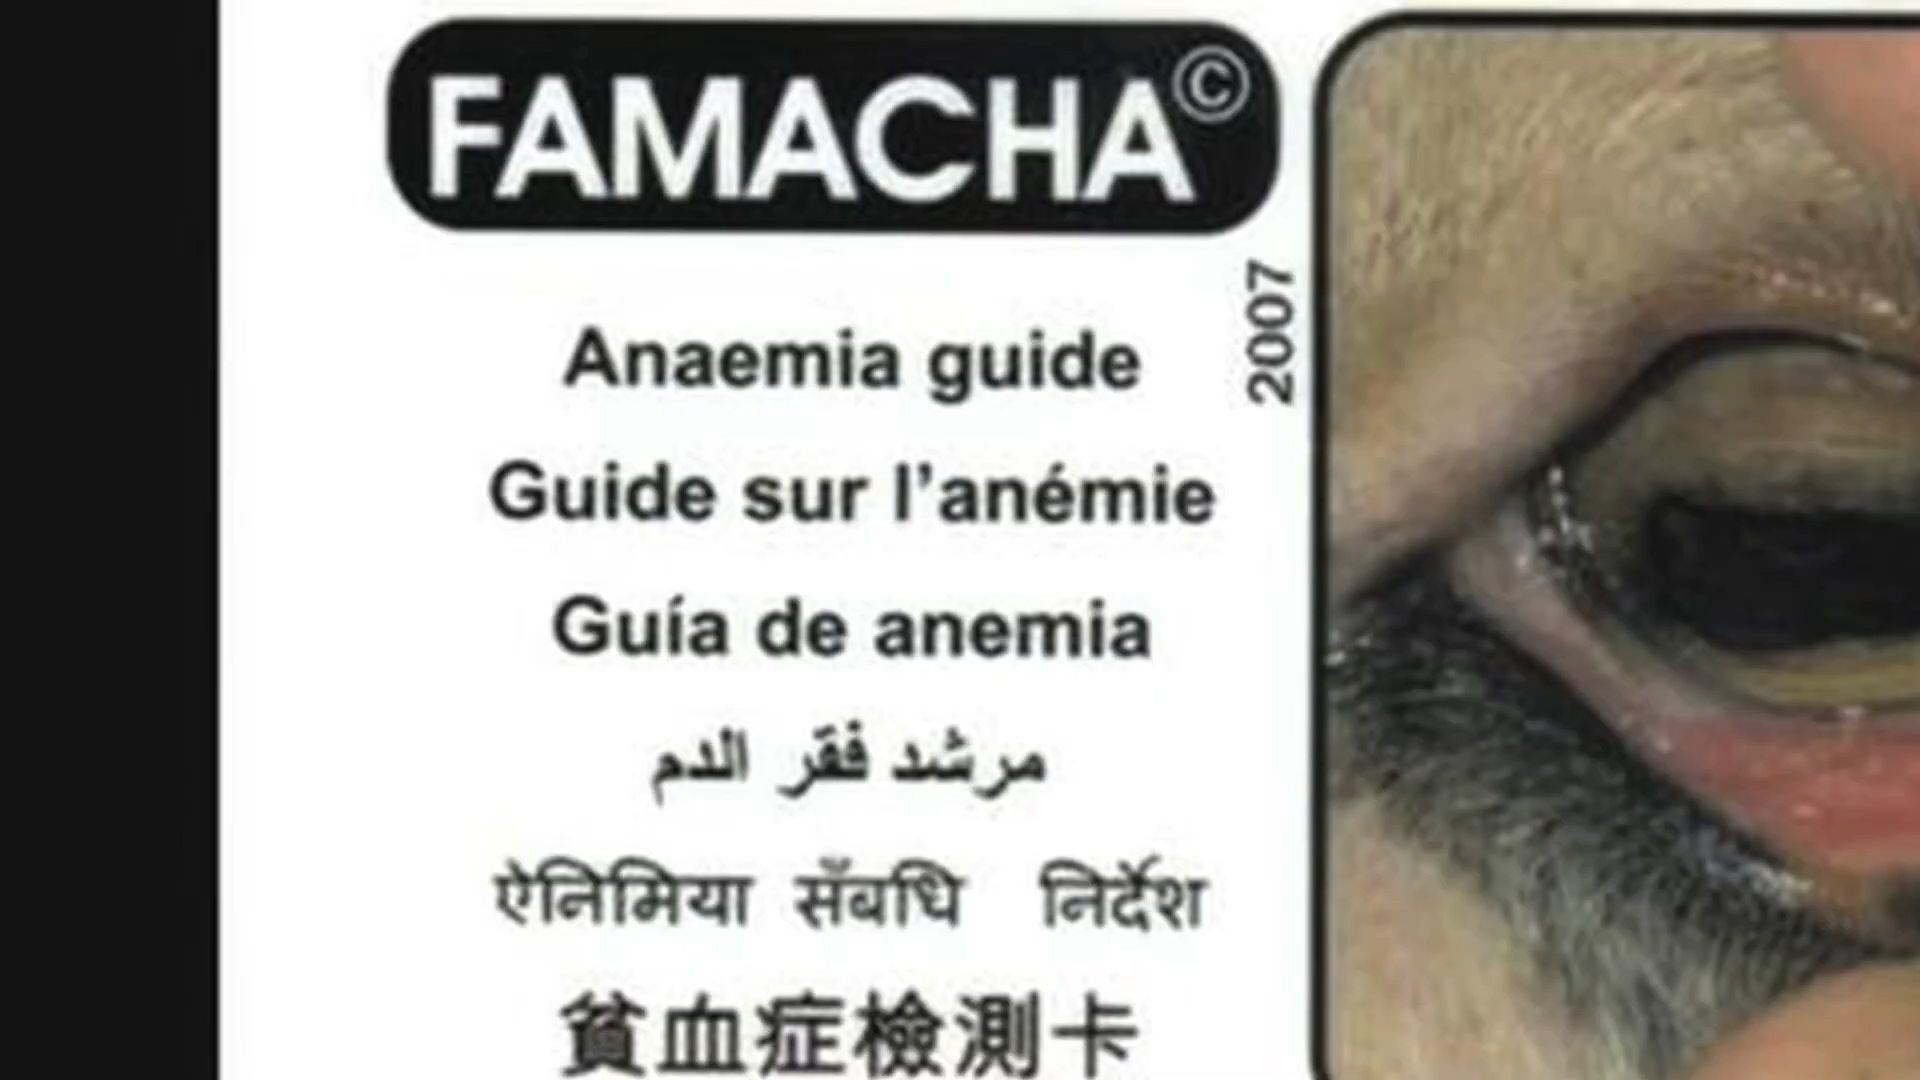 FAMACHA©
2007
Anaemia guide
Guide sur l’anémie
Guía de anemia
مرشد فقر الدم
ऐनिमिया सँबधि निर्देश
貧血症檢測卡